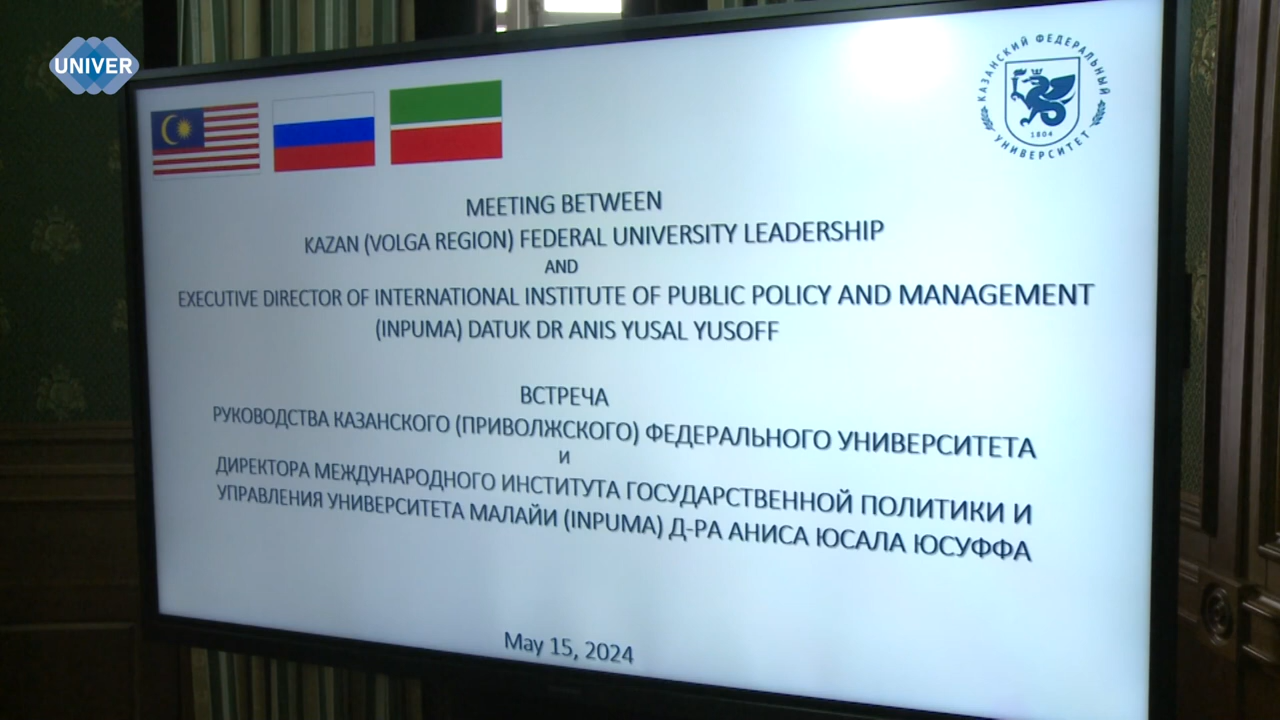 UNIVER
КАЗАНСКИЙ ФЕДЕРАЛЬНЫЙ
УНИВЕРСИТЕТ
1804
MEETING BETWEEN
KAZAN (VOLGA REGION) FEDERAL UNIVERSITY LEADERSHIP
AND
EXECUTIVE DIRECTOR OF INTERNATIONAL INSTITUTE OF PUBLIC POLICY AND MANAGEMENT
(INPUMA) DATUK DR ANIS YUSAL YUSOFF
ВСТРЕЧА
РУКОВОДСТВА КАЗАНСКОГО (ПРИВОЛЖСКОГО) ФЕДЕРАЛЬНОГО УНИВЕРСИТЕТА
И
ДИРЕКТОРА МЕЖДУНАРОДНОГО ИНСТИТУТА ГОСУДАРСТВЕННОЙ ПОЛИТИКИ И
УПРАВЛЕНИЯ УНИВЕРСИТЕТА МАЛАЙИ (INPUMA) Д-РА АНИСА ЮСАЛА ЮСУФФА
May 15, 2024